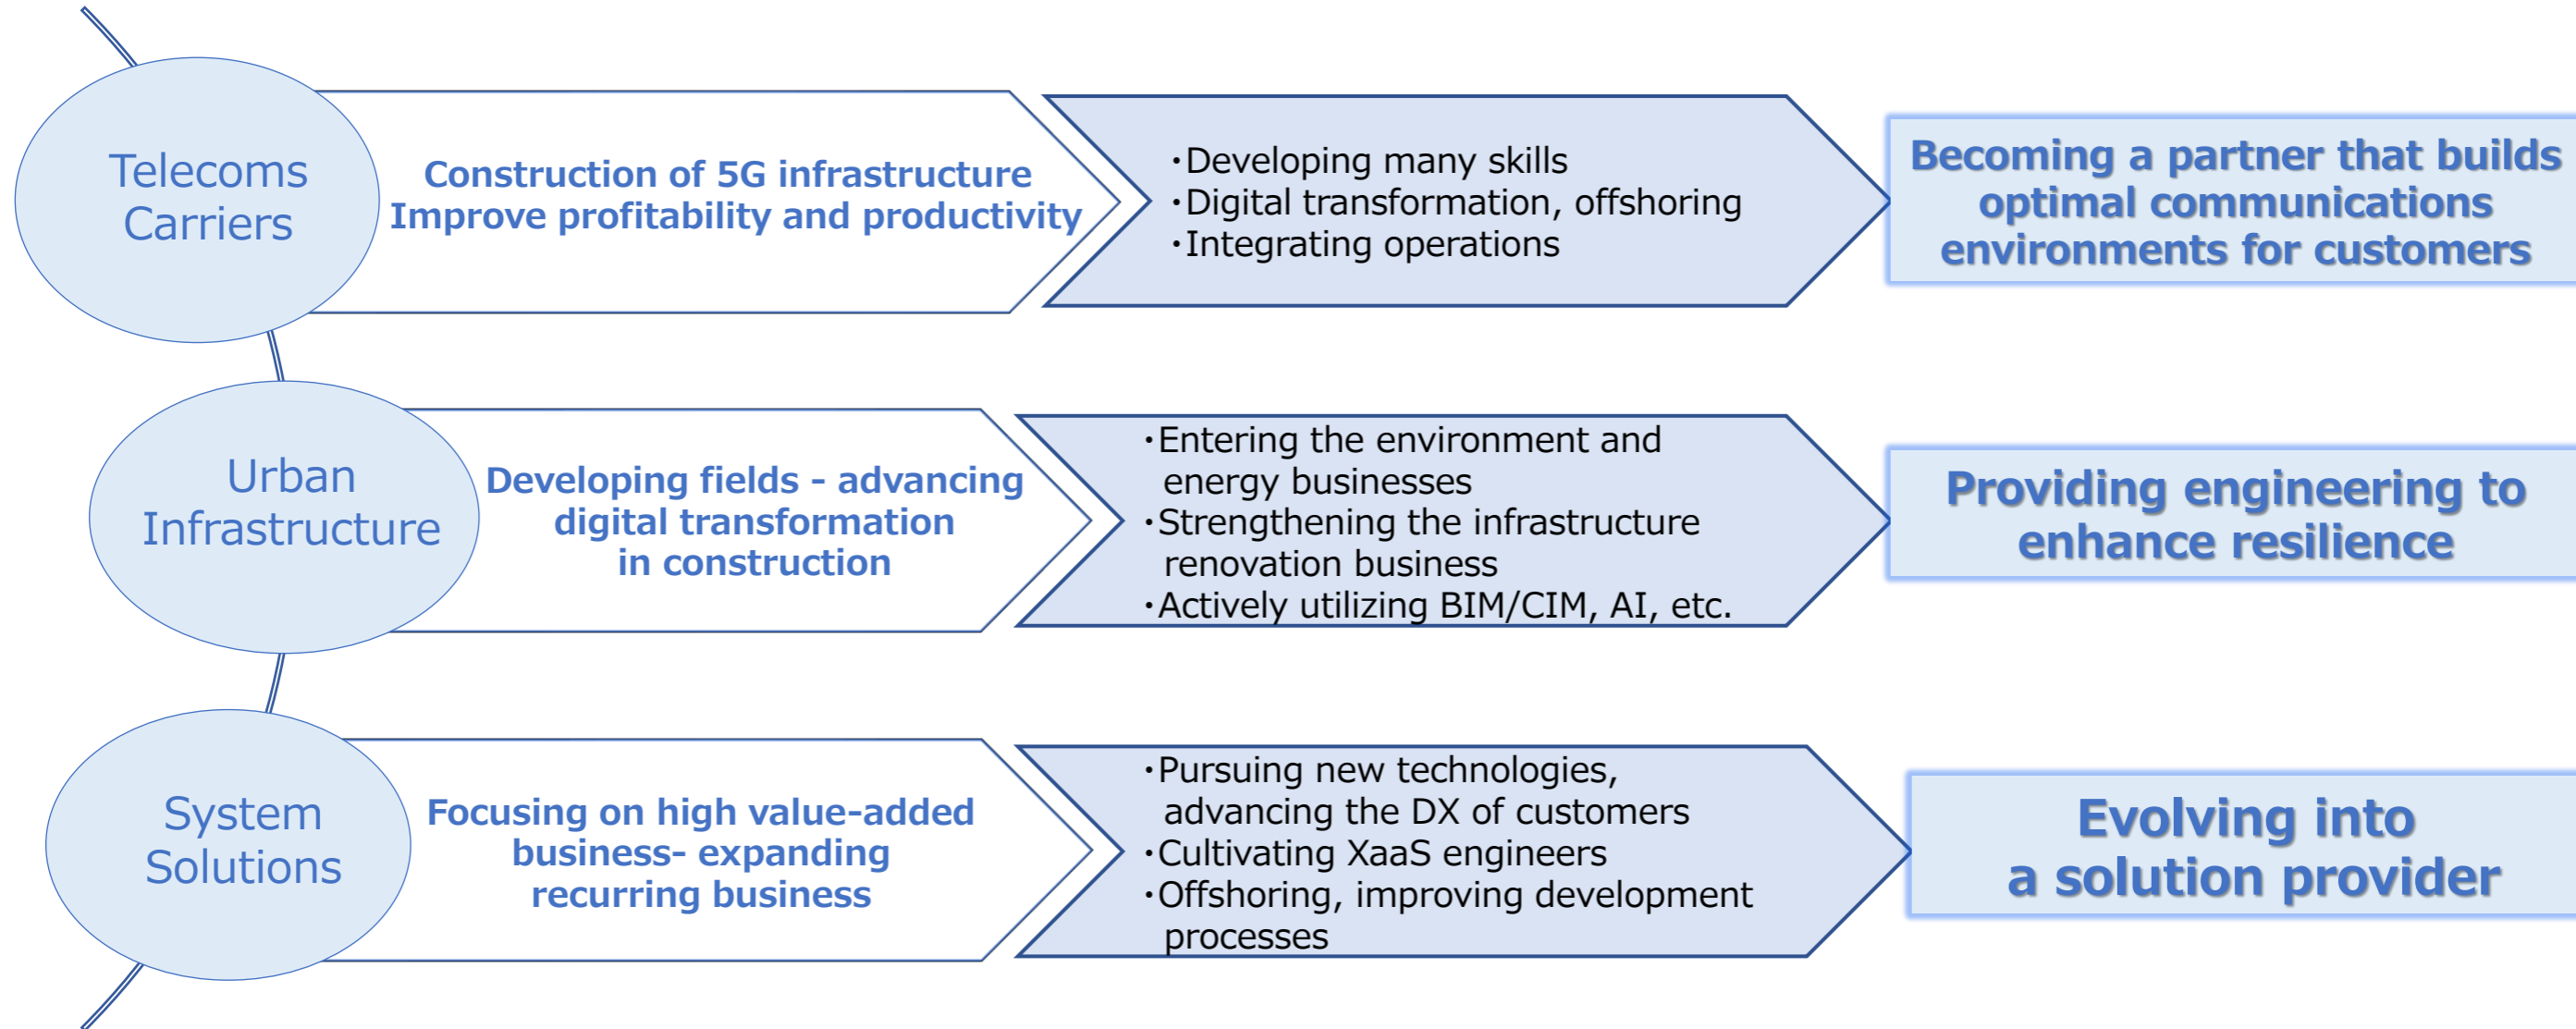 Telecoms
Carriers
Construction of 5G infrastructure
Improve profitability and productivity
・Developing many skills
・Digital transformation, offshoring
・Integrating operations
Becoming a partner that builds
optimal communications
environments for customers
Urban
Infrastructure
Developing fields - advancing
digital transformation
in construction
・Entering the environment and
energy businesses
・Strengthening the infrastructure
renovation business
・Actively utilizing BIM/CIM, AI, etc.
Providing engineering to
enhance resilience
System
Solutions
Focusing on high value-added
business- expanding
recurring business
・Pursuing new technologies,
advancing the DX of customers
・Cultivating XaaS engineers
・Offshoring, improving development
processes
Evolving into
a solution provider